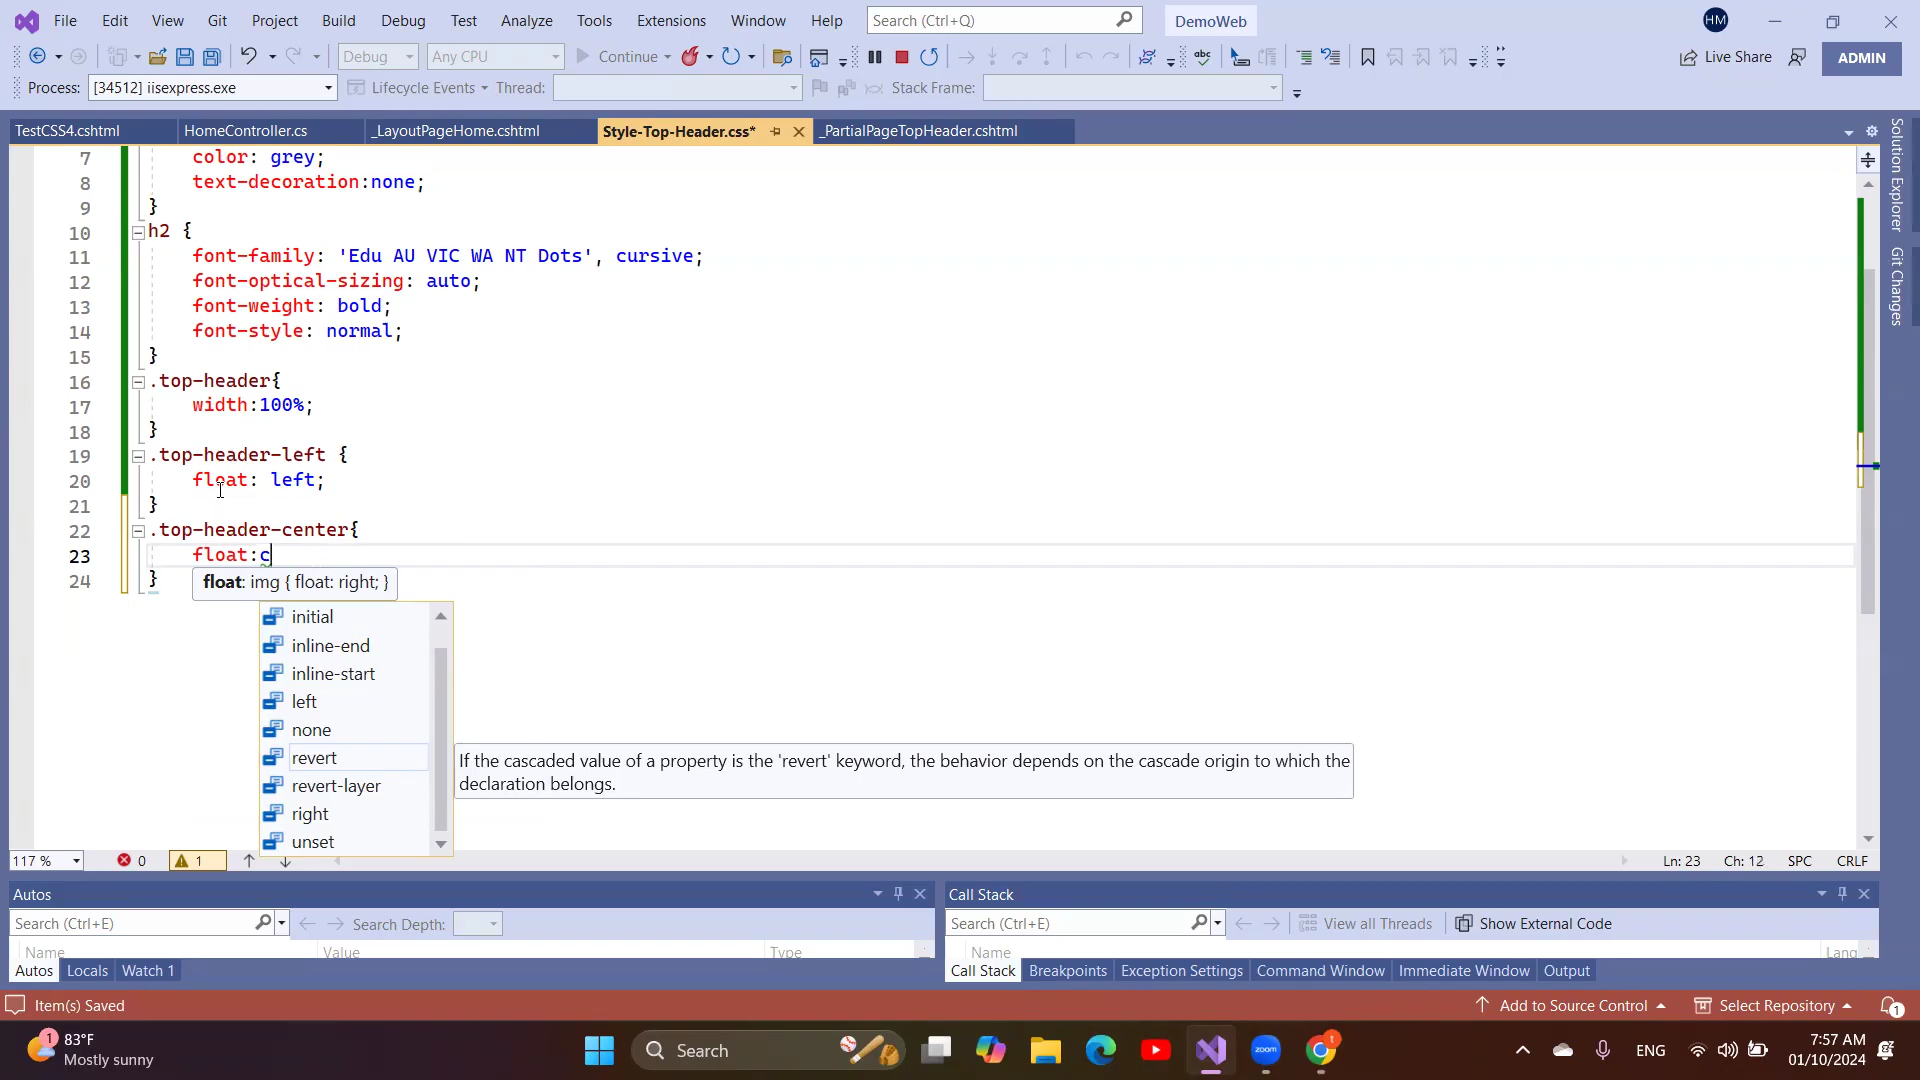 File Edit View Git Project Build Debug Test Analyze Tools Extensions Window Help Search (Ctrl+Q) DemoWeb HM
Debug Any CPU Continue Live Share ADMIN
Process: [34512] iisexpress.exe Lifecycle Events Thread: Stack Frame:
TestCSS4.cshtml HomeController.cs _LayoutPageHome.cshtml Style-Top-Header.css* _PartialPageTopHeader.cshtml
Solution Explorer
Git Changes
7 color: grey;
8 text-decoration:none;
9 }
10 h2 {
11 font-family: 'Edu AU VIC WA NT Dots', cursive;
12 font-optical-sizing: auto;
13 font-weight: bold;
14 font-style: normal;
15 }
16 .top-header{
17 width:100%;
18 }
19 .top-header-left {
20 float: left;
21 }
22 .top-header-center{
23 float:c
24 }
float: img { float: right; }
initial
inline-end
inline-start
left
none
revert
revert-layer
right
unset
If the cascaded value of a property is the 'revert' keyword, the behavior depends on the cascade origin to which the
declaration belongs.
117 % 0 1 Ln: 23 Ch: 12 SPC CRLF
Autos
Search (Ctrl+E) Search Depth:
Name Value Type
Autos Locals Watch 1
Call Stack
Search (Ctrl+E) View all Threads Show External Code
Name Lang
Call Stack Breakpoints Exception Settings Command Window Immediate Window Output
Item(s) Saved Add to Source Control Select Repository 1
1 83°F
Mostly sunny
Search
zoom
ENG
7:57 AM
01/10/2024